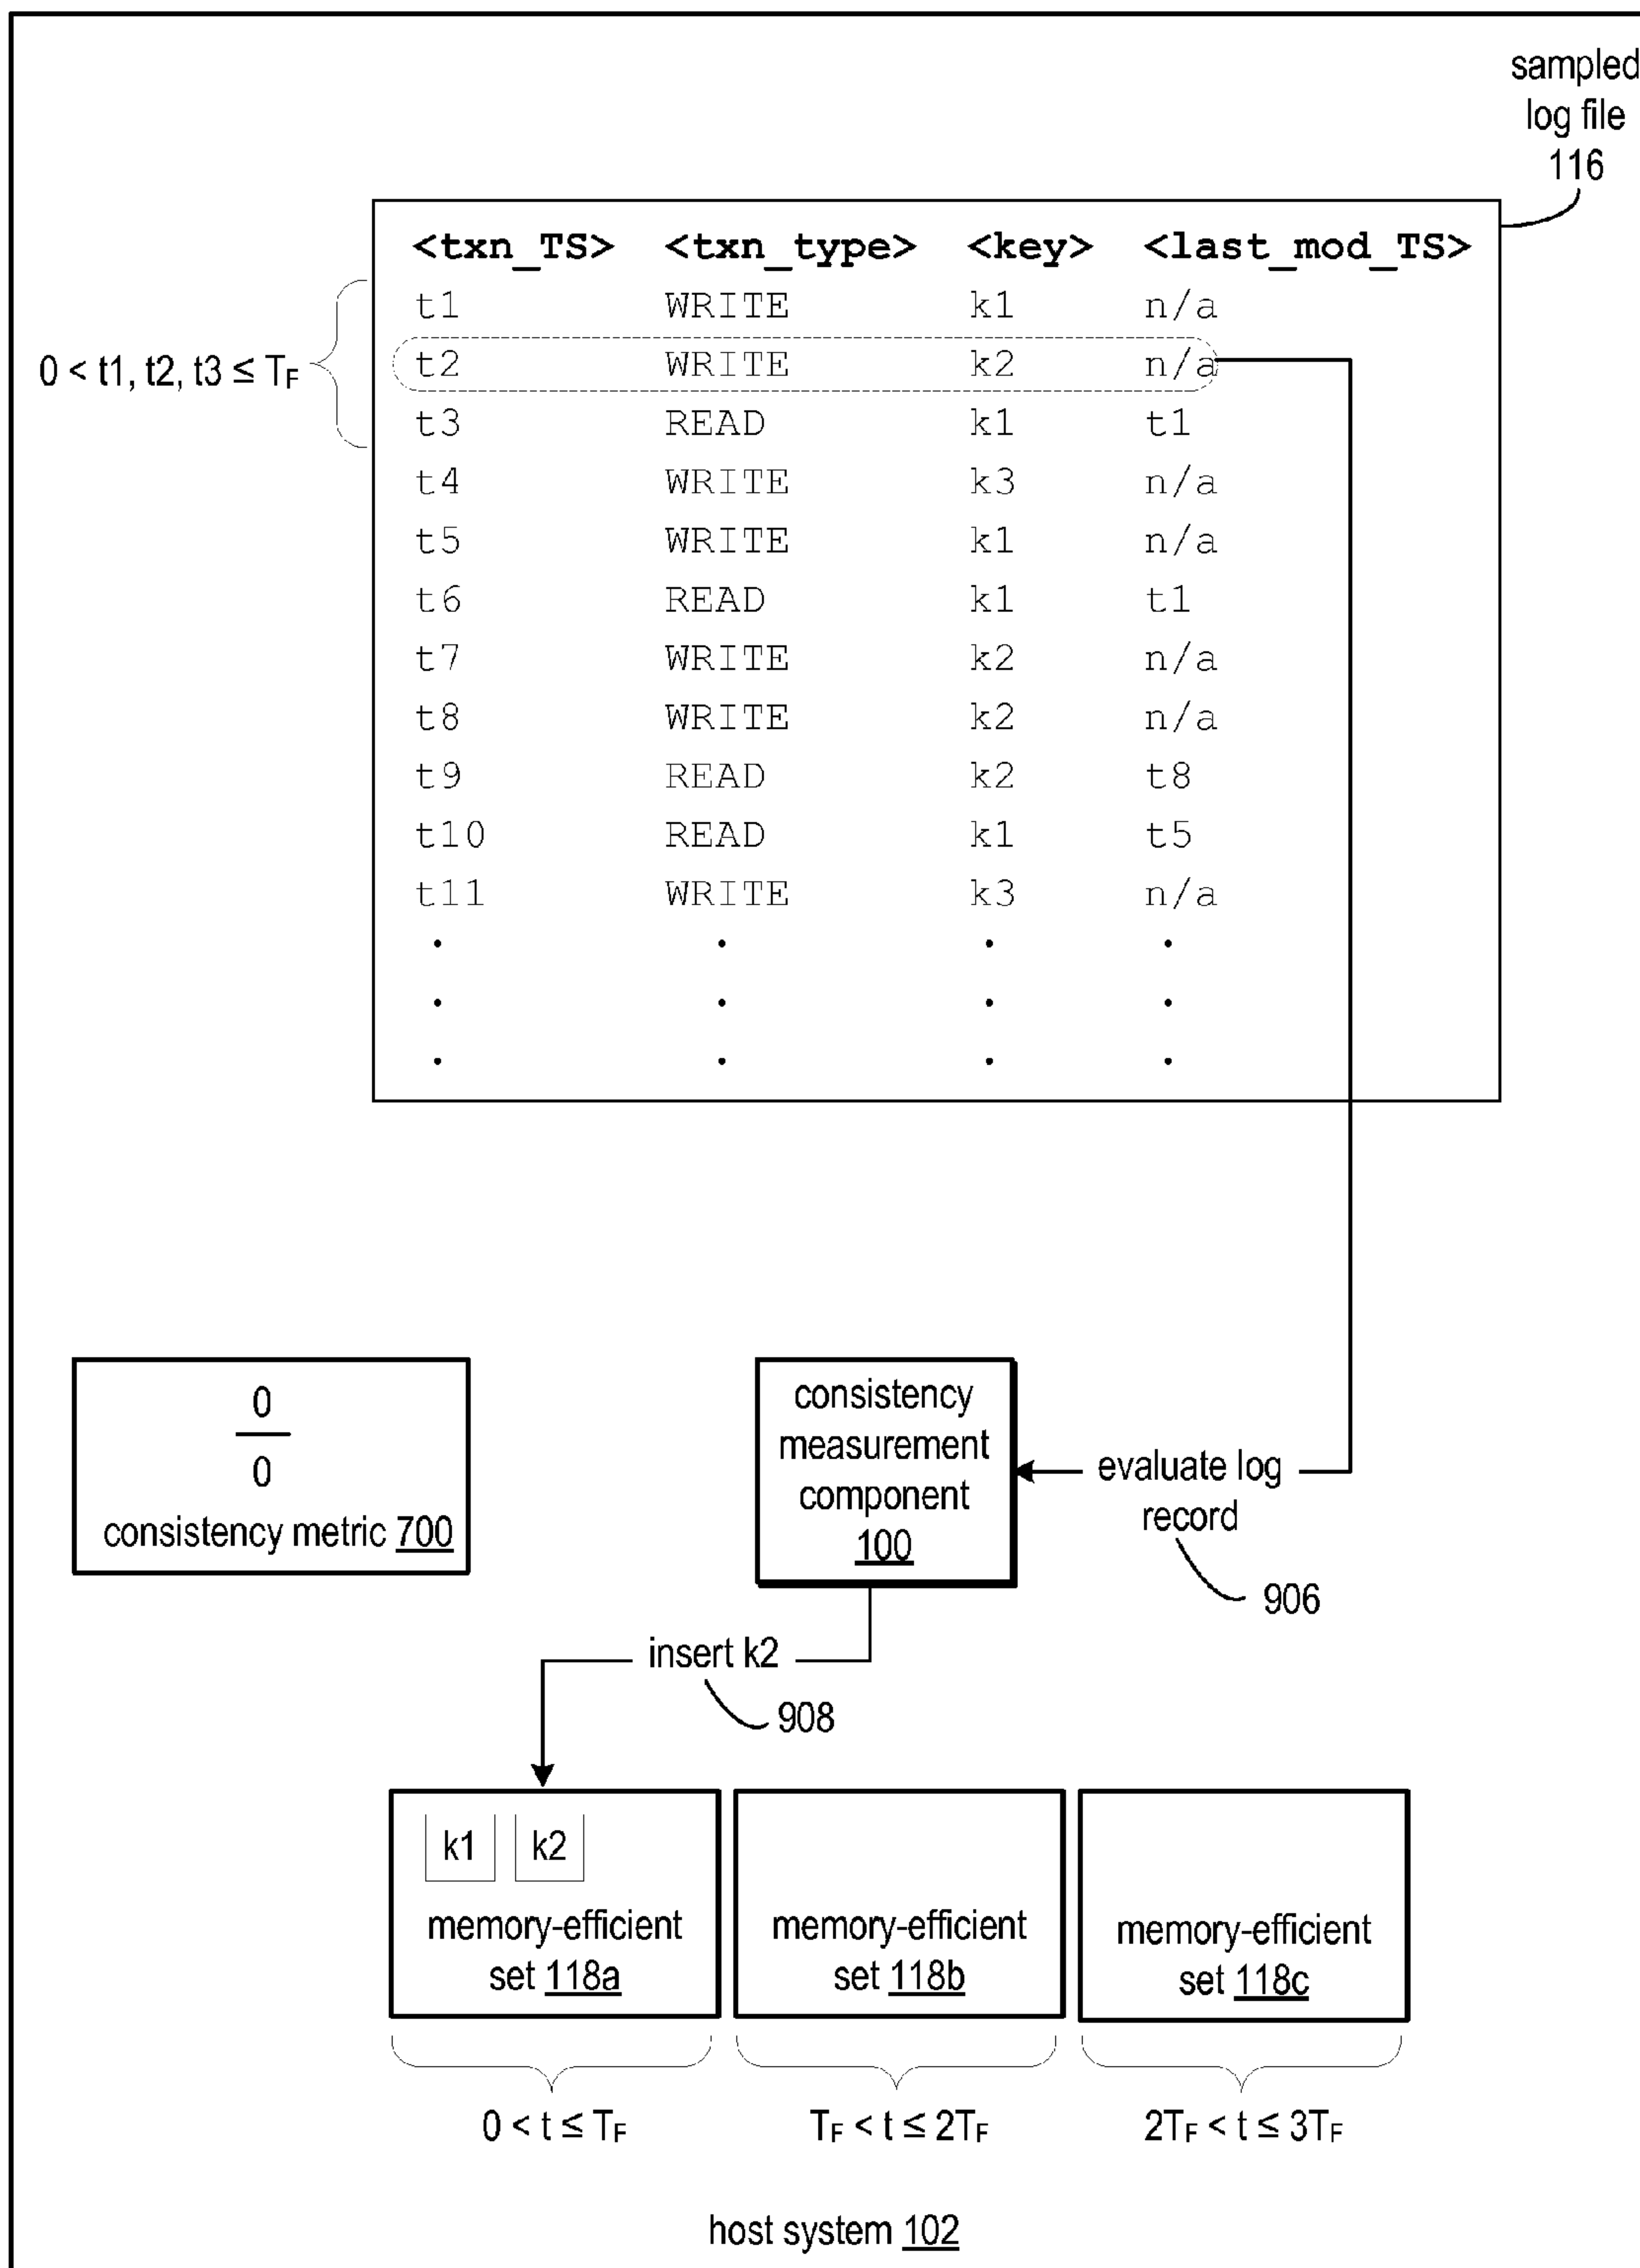 sampled
log file
116
<txn_TS> <txn_type> <key> <last_mod_TS>
t1 WRITE k1 n/a
0 < t1, t2, t3 ≤ TF
t2 WRITE k2 n/a
t3 READ k1 t1
t4 WRITE k3 n/a
t5 WRITE k1 n/a
t6 READ k1 t1
t7 WRITE k2 n/a
t8 WRITE k2 n/a
t9 READ k2 t8
t10 READ k1 t5
t11 WRITE k3 n/a
0
0
consistency metric 700
consistency
measurement
component
100
evaluate log
record
906
insert k2
908
k1 k2
memory-efficient
set 118a
memory-efficient
set 118b
memory-efficient
set 118c
0 < t ≤ TF
TF < t ≤ 2TF
2TF < t ≤ 3TF
host system 102